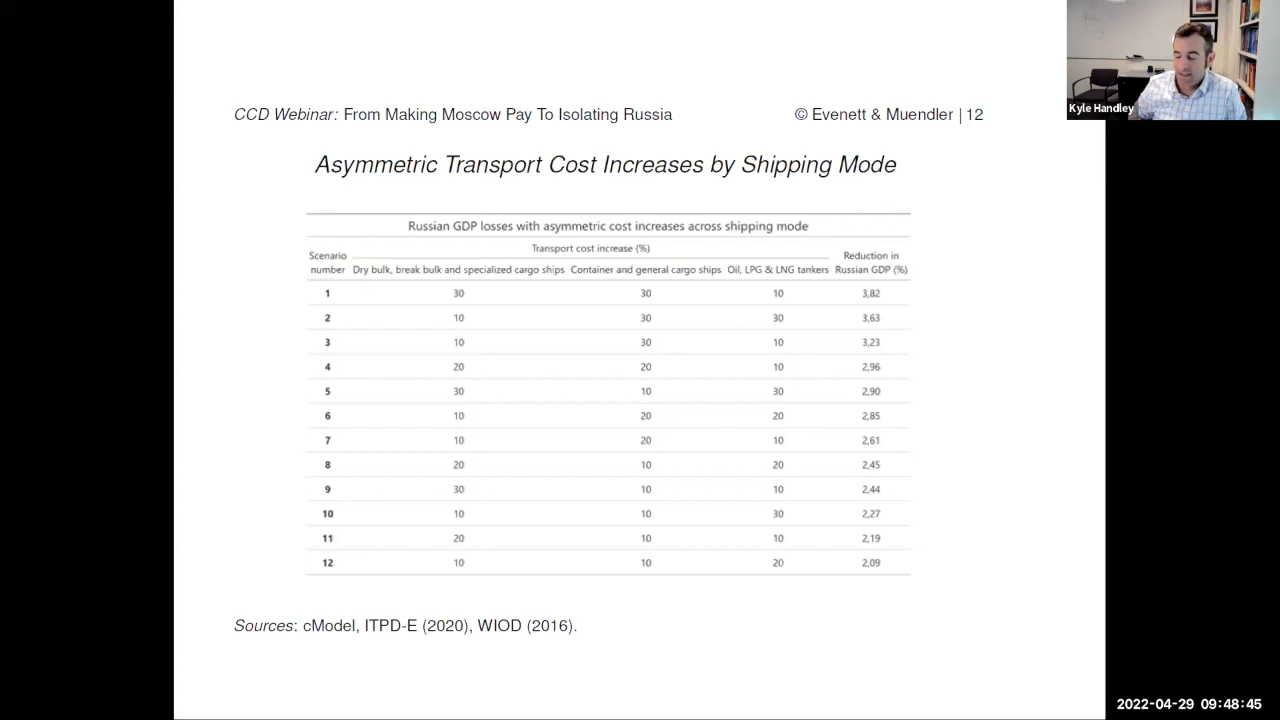 CCD Webinar: From Making Moscow Pay To Isolating Russia © Evenett & Muendler | 12
Kyle Handley
Asymmetric Transport Cost Increases by Shipping Mode
Russian GDP losses with asymmetric cost increases across shipping mode
Transport cost increase (%)
Scenario number Dry bulk, break bulk and specialized cargo ships Container and general cargo ships Oil, LPG & LNG tankers Reduction in Russian GDP (%)
1 30 30 10 3,82
2 10 30 30 3,63
3 10 30 10 3,23
4 20 20 10 2,96
5 30 10 30 2,90
6 10 20 20 2,85
7 10 20 10 2,61
8 20 10 20 2,45
9 30 10 10 2,44
10 10 10 30 2,27
11 20 10 10 2,19
12 10 10 20 2,09
Sources: cModel, ITPD-E (2020), WIOD (2016).
2022-04-29 09:48:45